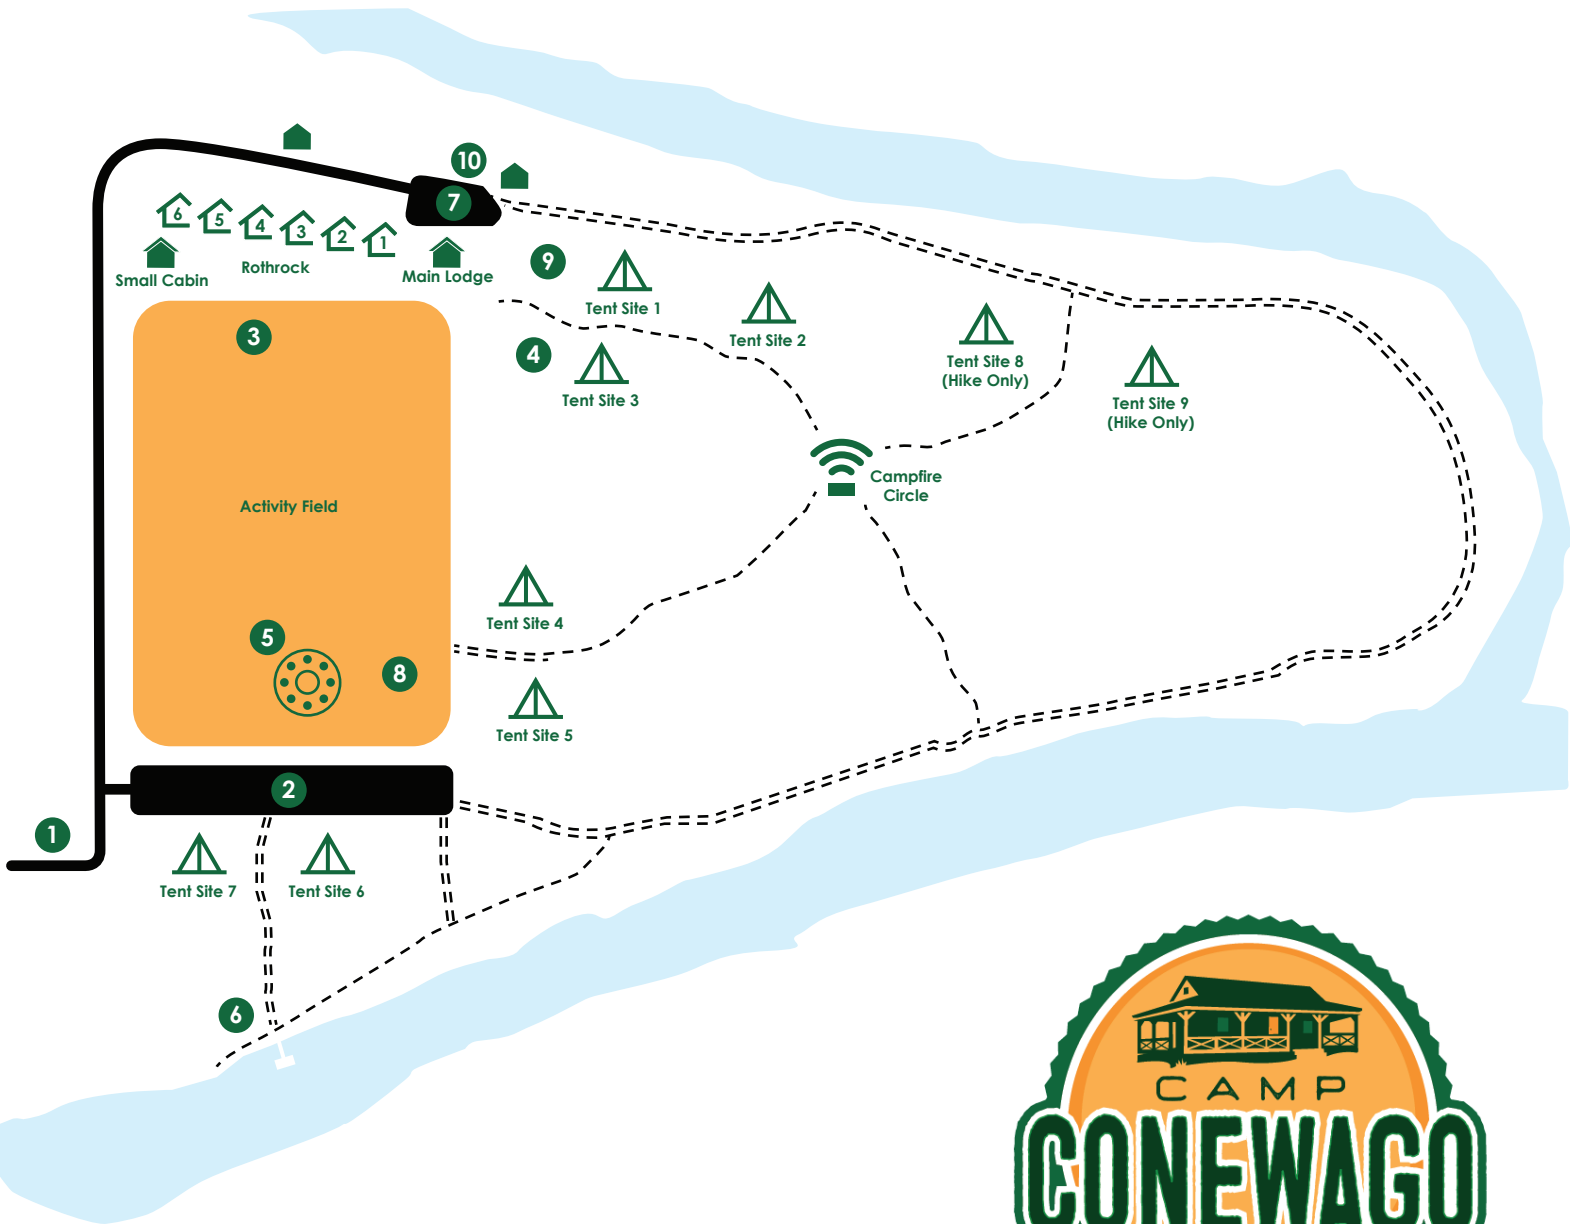 10
7
6
5
4
3
2
1
Small Cabin
Rothrock
Main Lodge
9
Tent Site 1
Tent Site 2
3
4
Tent Site 3
Tent Site 8
(Hike Only)
Tent Site 9
(Hike Only)
Campfire
Circle
Activity Field
Tent Site 4
5
8
Tent Site 5
2
1
Tent Site 7
Tent Site 6
6
CAMP
CONEWAGO